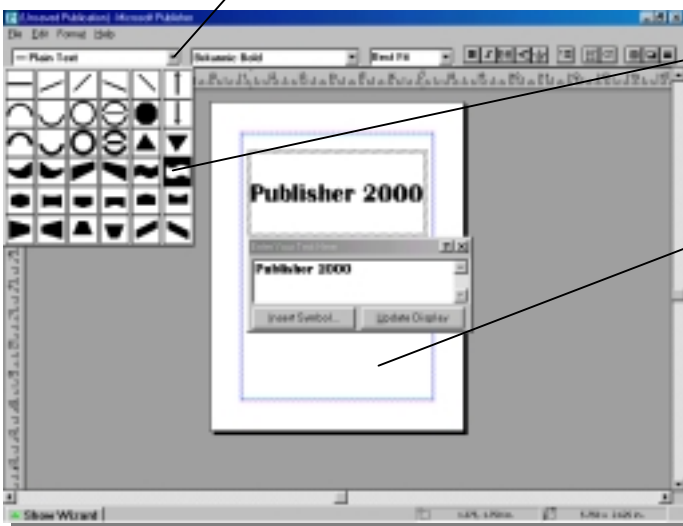 (Unsaved Publication) - Microsoft Publisher
File Edit Format Help
Plain Text Britannic Bold Best Fit
Publisher 2000
Enter Your Text Here
Publisher 2000
Insert Symbol... Update Display
Show Wizard